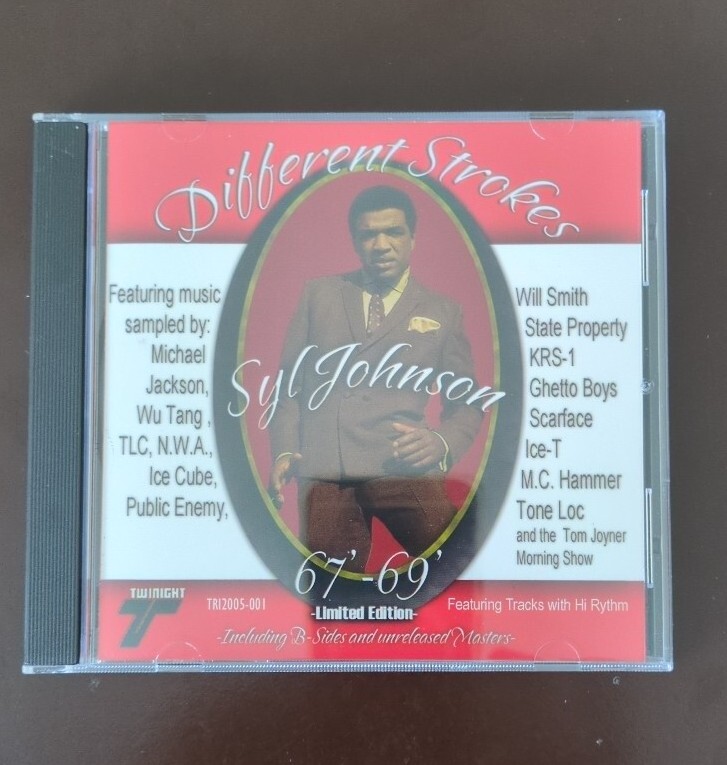 Different Strokes
Featuring music
sampled by:
Michael
Jackson,
Wu Tang ,
TLC, N.W.A.,
Ice Cube,
Public Enemy,
Syl Johnson
Will Smith
State Property
KRS-1
Ghetto Boys
Scarface
Ice-T
M.C. Hammer
Tone Loc
and the Tom Joyner
Morning Show
67'-69'
-Limited Edition-
TWINIGHT
T
TRI2005-001
Featuring Tracks with Hi Rythm
-Including B-Sides and unreleased Masters-